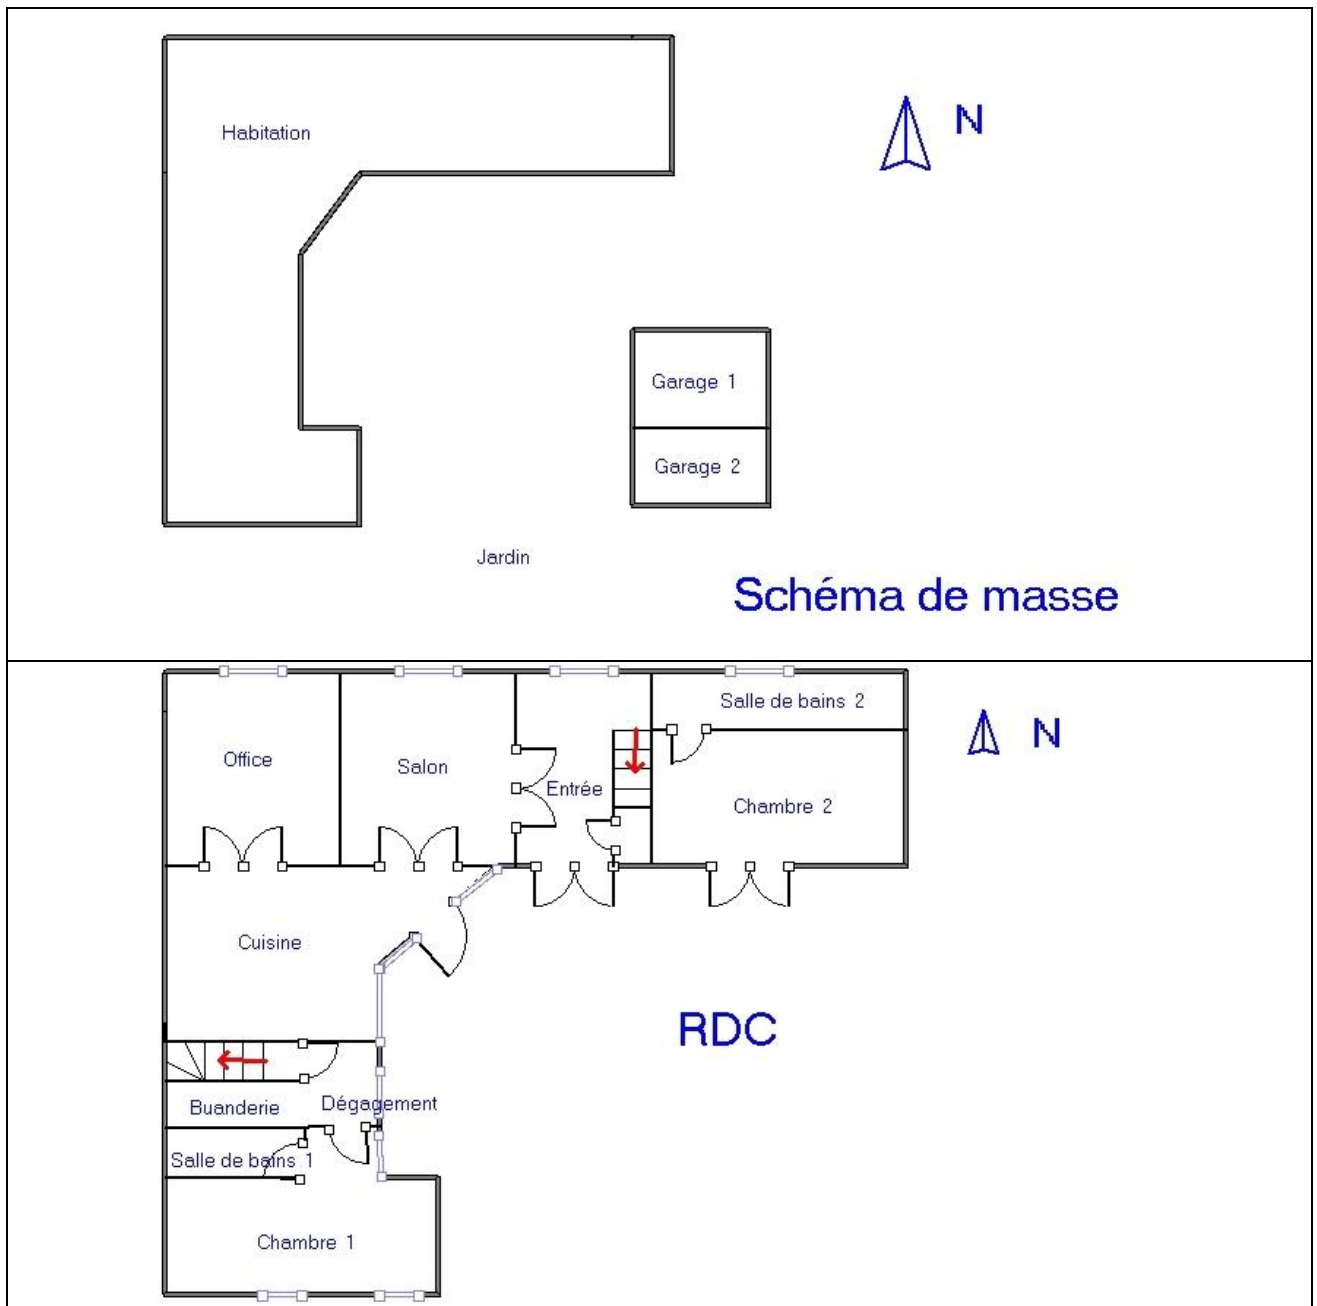 Habitation
N
Garage 1
Garage 2
Jardin
Schéma de masse
Salle de bains 2
N
Office
Salon
Entrée
Chambre 2
Cuisine
RDC
Buanderie
Dégagement
Salle de bains 1
Chambre 1